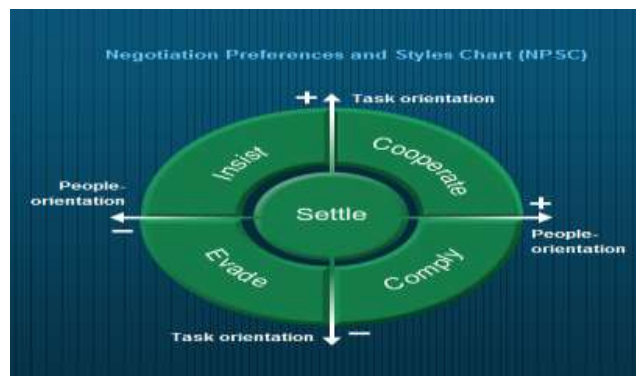 Negotiation Preferences and Styles Chart (NPSC)
+ Task orientation
Insist
Cooperate
People-
orientation
−
Settle
+
People-
orientation
Evade
Comply
Task orientation −